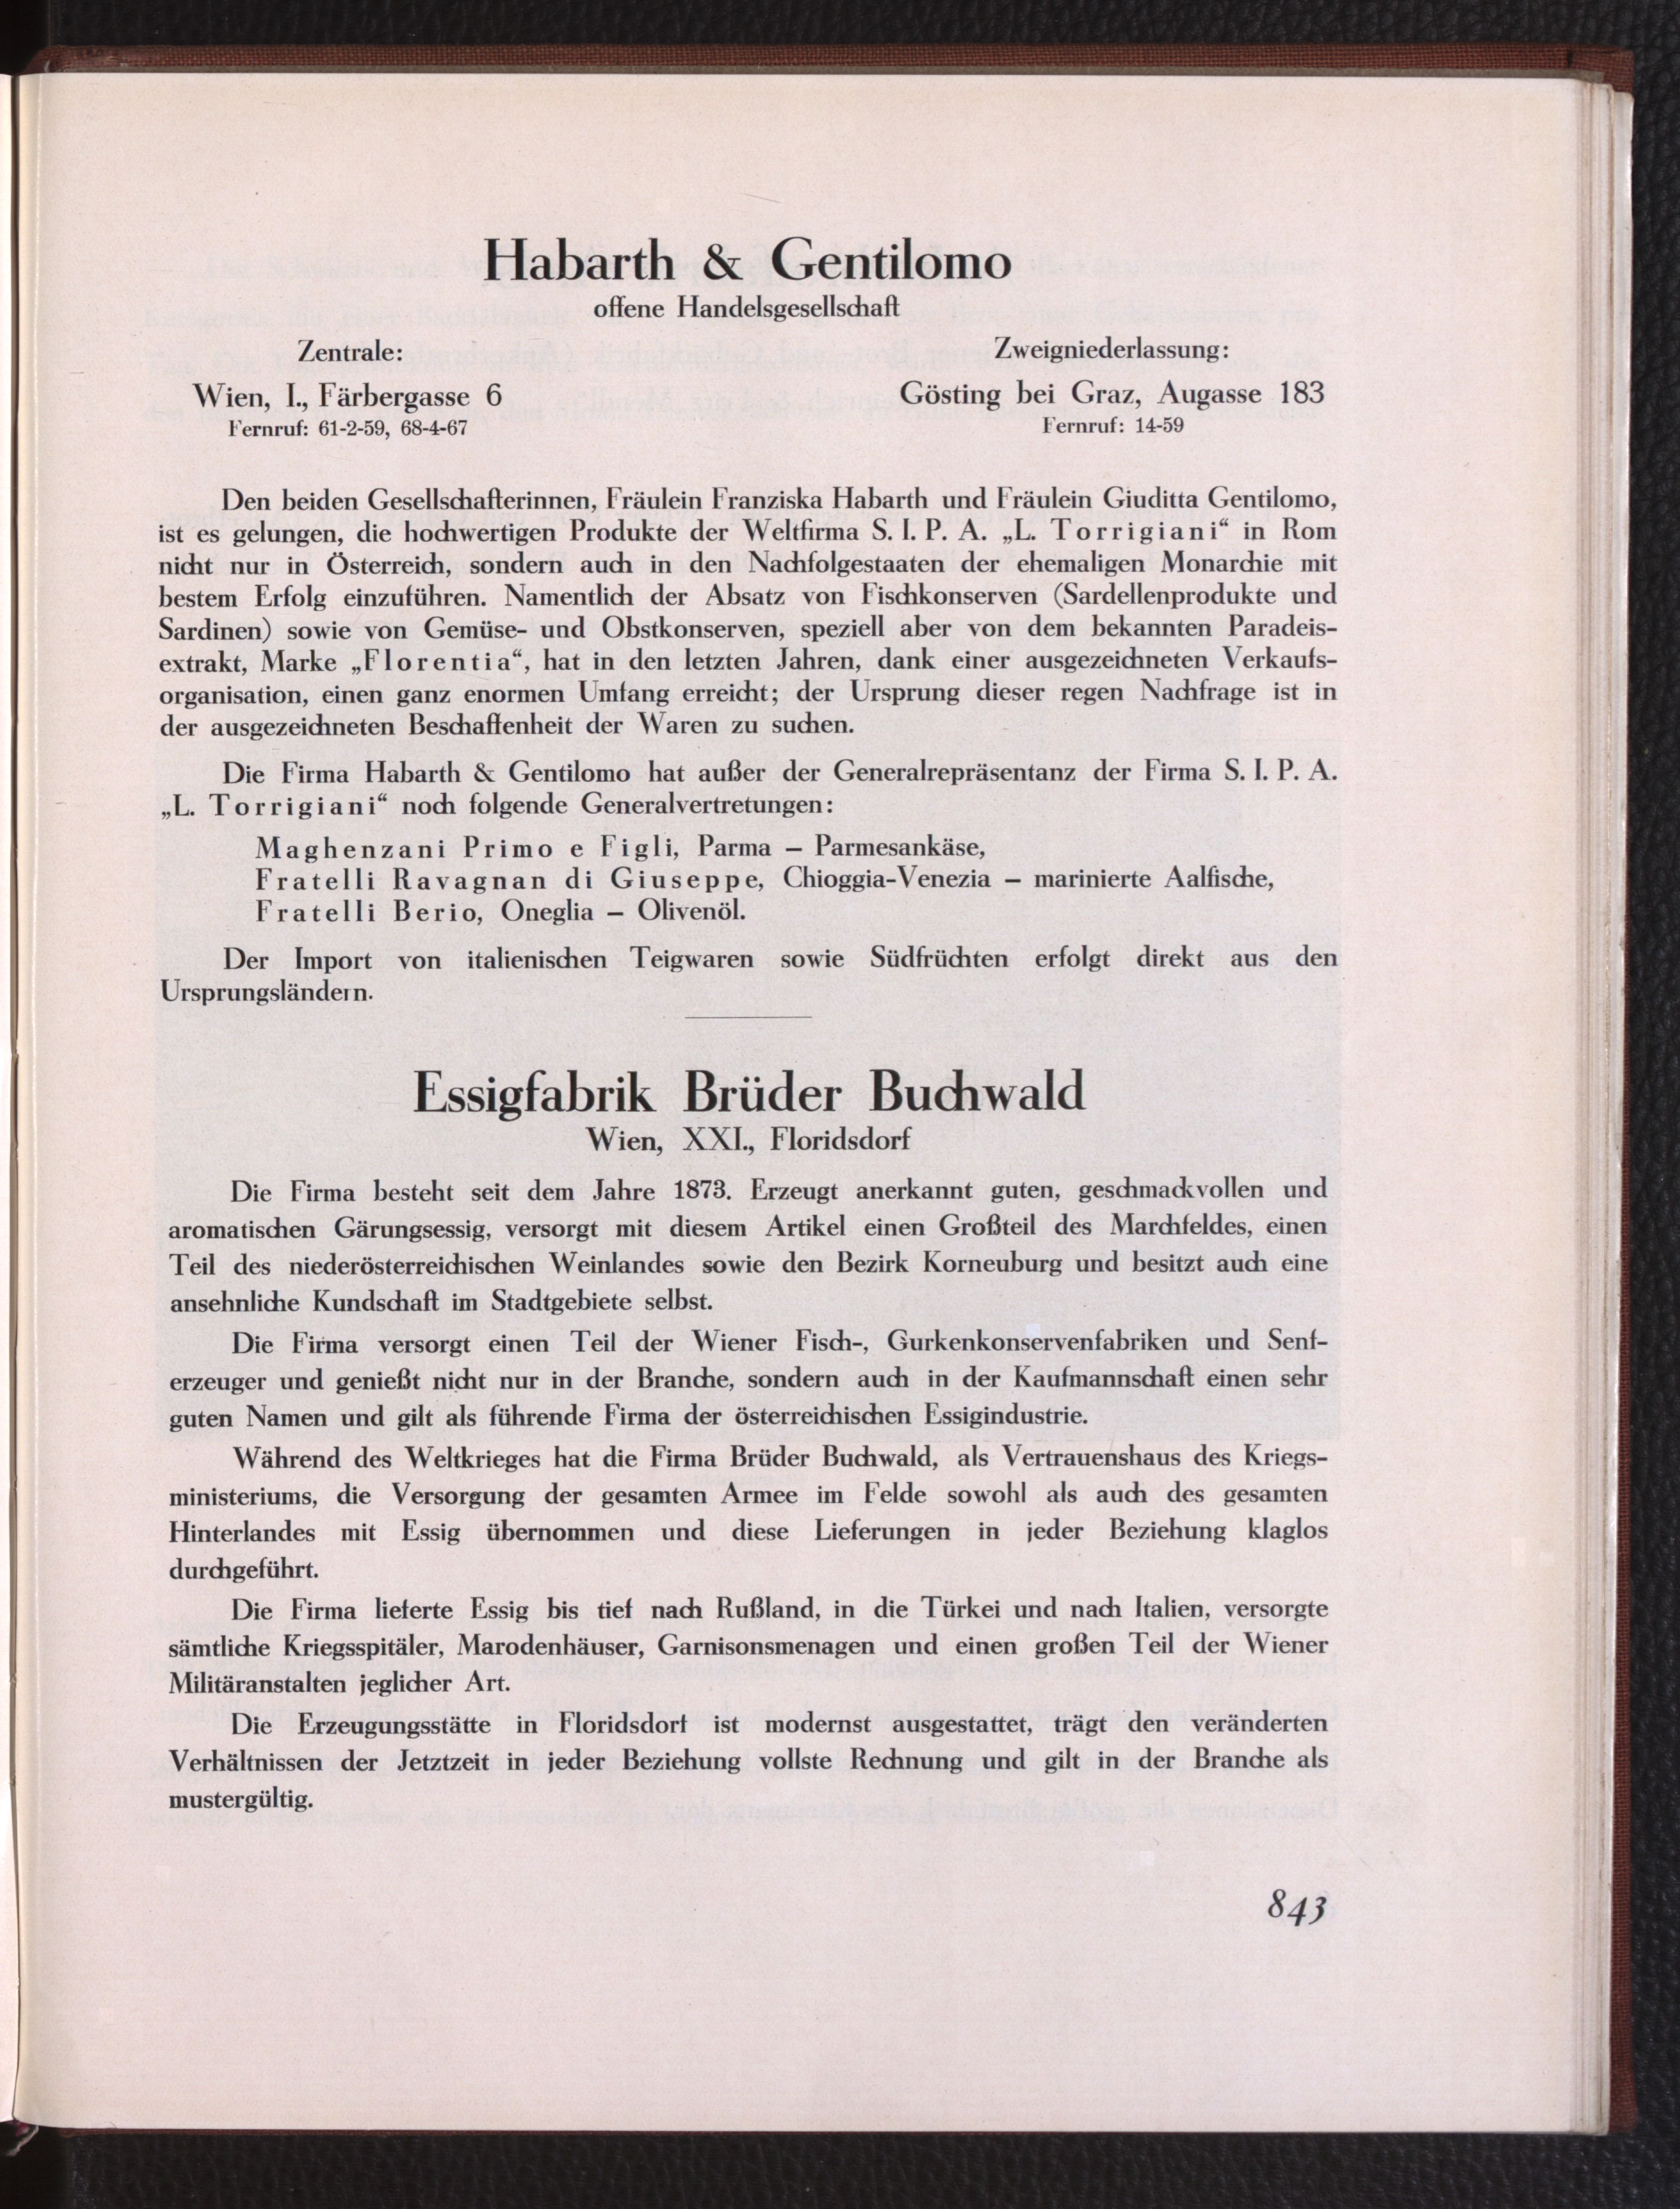 Habarth & Gentilomo
offene Handelsgesellschaft
Zentrale:
Wien, I., Färbergasse 6
Fernruf: 61-2-59, 68-4-67
Zweigniederlassung:
Gösting bei Graz, Augasse 183
Fernruf: 14-59
Den beiden Gesellschafterinnen, Fräulein Franziska Habarth und Fräulein Giuditta Gentilomo,
ist es gelungen, die hochwertigen Produkte der Weltfirma S. I. P. A. „L. Torrigiani“ in Rom
nicht nur in Österreich, sondern auch in den Nachfolgestaaten der ehemaligen Monarchie mit
bestem Erfolg einzuführen. Namentlich der Absatz von Fischkonserven (Sardellenprodukte und
Sardinen) sowie von Gemüse- und Obstkonserven, speziell aber von dem bekannten Paradeis-
extrakt, Marke „Florentia“, hat in den letzten Jahren, dank einer ausgezeichneten Verkaufs-
organisation, einen ganz enormen Umfang erreicht; der Ursprung dieser regen Nachfrage ist in
der ausgezeichneten Beschaffenheit der Waren zu suchen.
Die Firma Habarth & Gentilomo hat außer der Generalrepräsentanz der Firma S. I. P. A.
„L. Torrigiani“ noch folgende Generalvertretungen:
Maghenzani Primo e Figli, Parma – Parmesankäse,
Fratelli Ravagnan di Giuseppe, Chioggia-Venezia – marinierte Aalfische,
Fratelli Berio, Oneglia – Olivenöl.
Der Import von italienischen Teigwaren sowie Südfrüchten erfolgt direkt aus den
Ursprungsländern.
Essigfabrik Brüder Buchwald
Wien, XXI., Floridsdorf
Die Firma besteht seit dem Jahre 1873. Erzeugt anerkannt guten, geschmackvollen und
aromatischen Gärungsessig, versorgt mit diesem Artikel einen Großteil des Marchfeldes, einen
Teil des niederösterreichischen Weinlandes sowie den Bezirk Korneuburg und besitzt auch eine
ansehnliche Kundschaft im Stadtgebiete selbst.
Die Firma versorgt einen Teil der Wiener Fisch-, Gurkenkonservenfabriken und Senf-
erzeuger und genießt nicht nur in der Branche, sondern auch in der Kaufmannschaft einen sehr
guten Namen und gilt als führende Firma der österreichischen Essigindustrie.
Während des Weltkrieges hat die Firma Brüder Buchwald, als Vertrauenshaus des Kriegs-
ministeriums, die Versorgung der gesamten Armee im Felde sowohl als auch des gesamten
Hinterlandes mit Essig übernommen und diese Lieferungen in jeder Beziehung klaglos
durchgeführt.
Die Firma lieferte Essig bis tief nach Rußland, in die Türkei und nach Italien, versorgte
sämtliche Kriegsspitäler, Marodenhäuser, Garnisonsmenagen und einen großen Teil der Wiener
Militäranstalten jeglicher Art.
Die Erzeugungsstätte in Floridsdorf ist modernst ausgestattet, trägt den veränderten
Verhältnissen der Jetztzeit in jeder Beziehung vollste Rechnung und gilt in der Branche als
mustergültig.
843